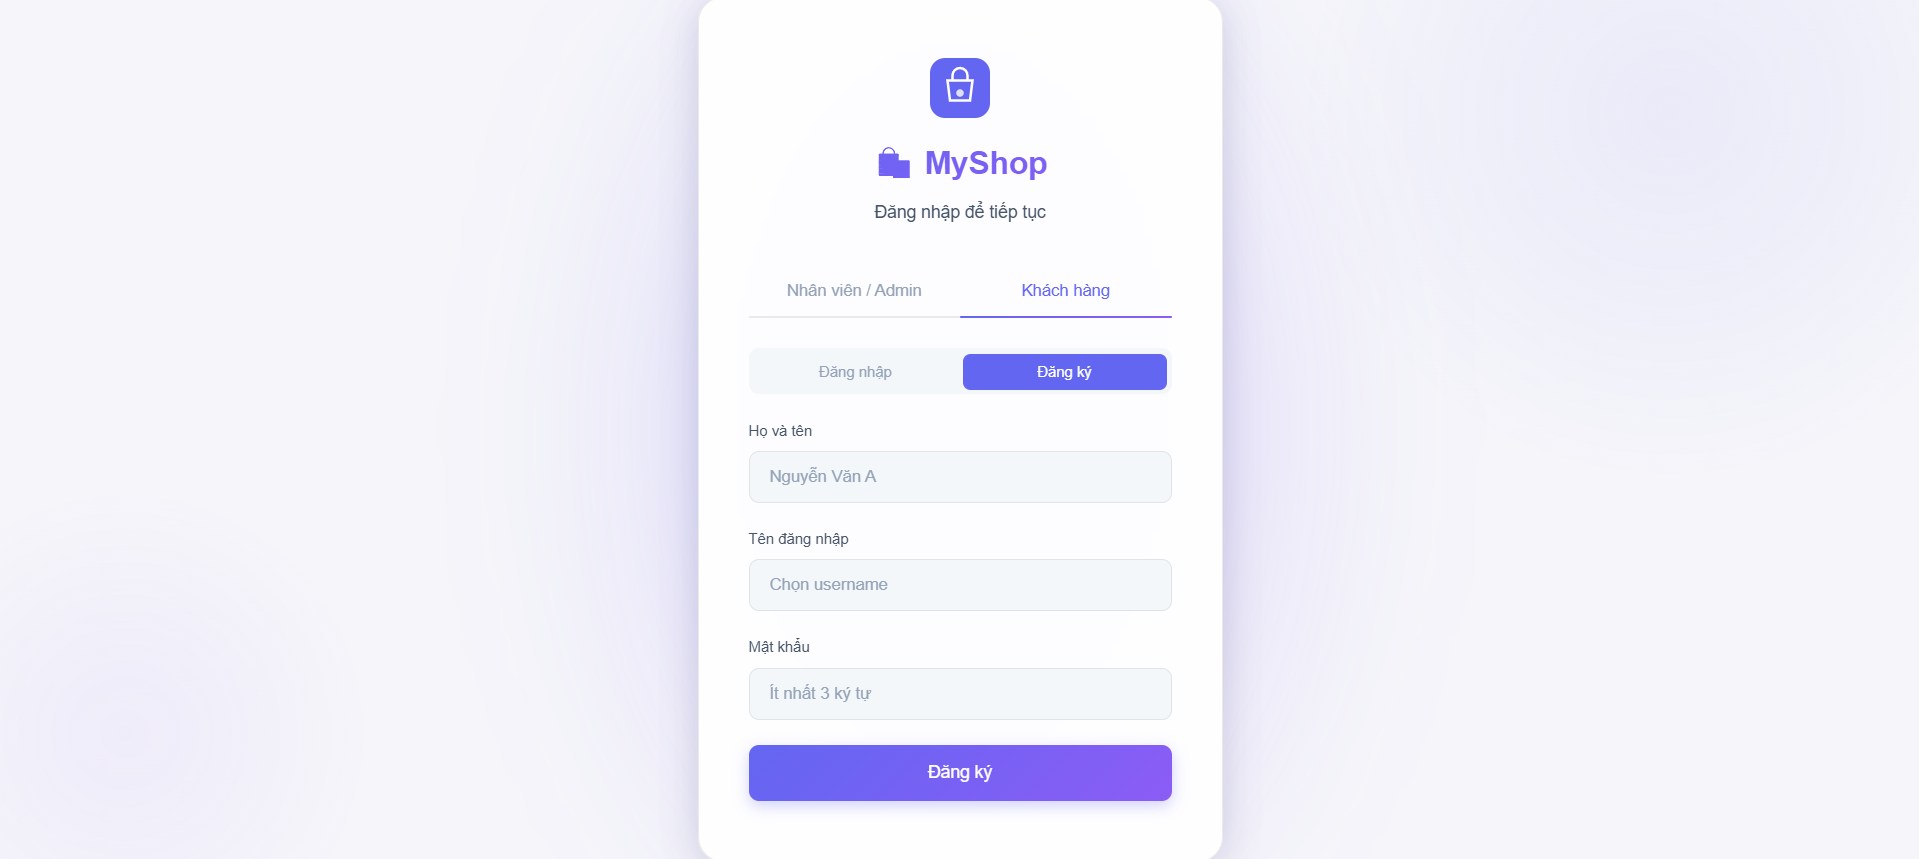 MyShop
Đăng nhập để tiếp tục
Nhân viên / Admin
Khách hàng
Đăng nhập
Đăng ký
Họ và tên
Nguyễn Văn A
Tên đăng nhập
Chọn username
Mật khẩu
Ít nhất 3 ký tự
Đăng ký